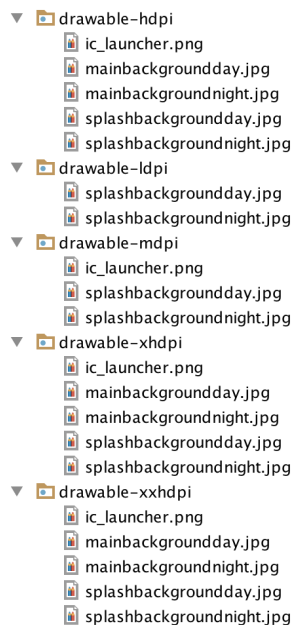 drawable-hdpi
ic_launcher.png
mainbackgroundday.jpg
mainbackgroundnight.jpg
splashbackgroundday.jpg
splashbackgroundnight.jpg
drawable-ldpi
splashbackgroundday.jpg
splashbackgroundnight.jpg
drawable-mdpi
ic_launcher.png
splashbackgroundday.jpg
splashbackgroundnight.jpg
drawable-xhdpi
ic_launcher.png
mainbackgroundday.jpg
mainbackgroundnight.jpg
splashbackgroundday.jpg
splashbackgroundnight.jpg
drawable-xxhdpi
ic_launcher.png
mainbackgroundday.jpg
mainbackgroundnight.jpg
splashbackgroundday.jpg
splashbackgroundnight.jpg